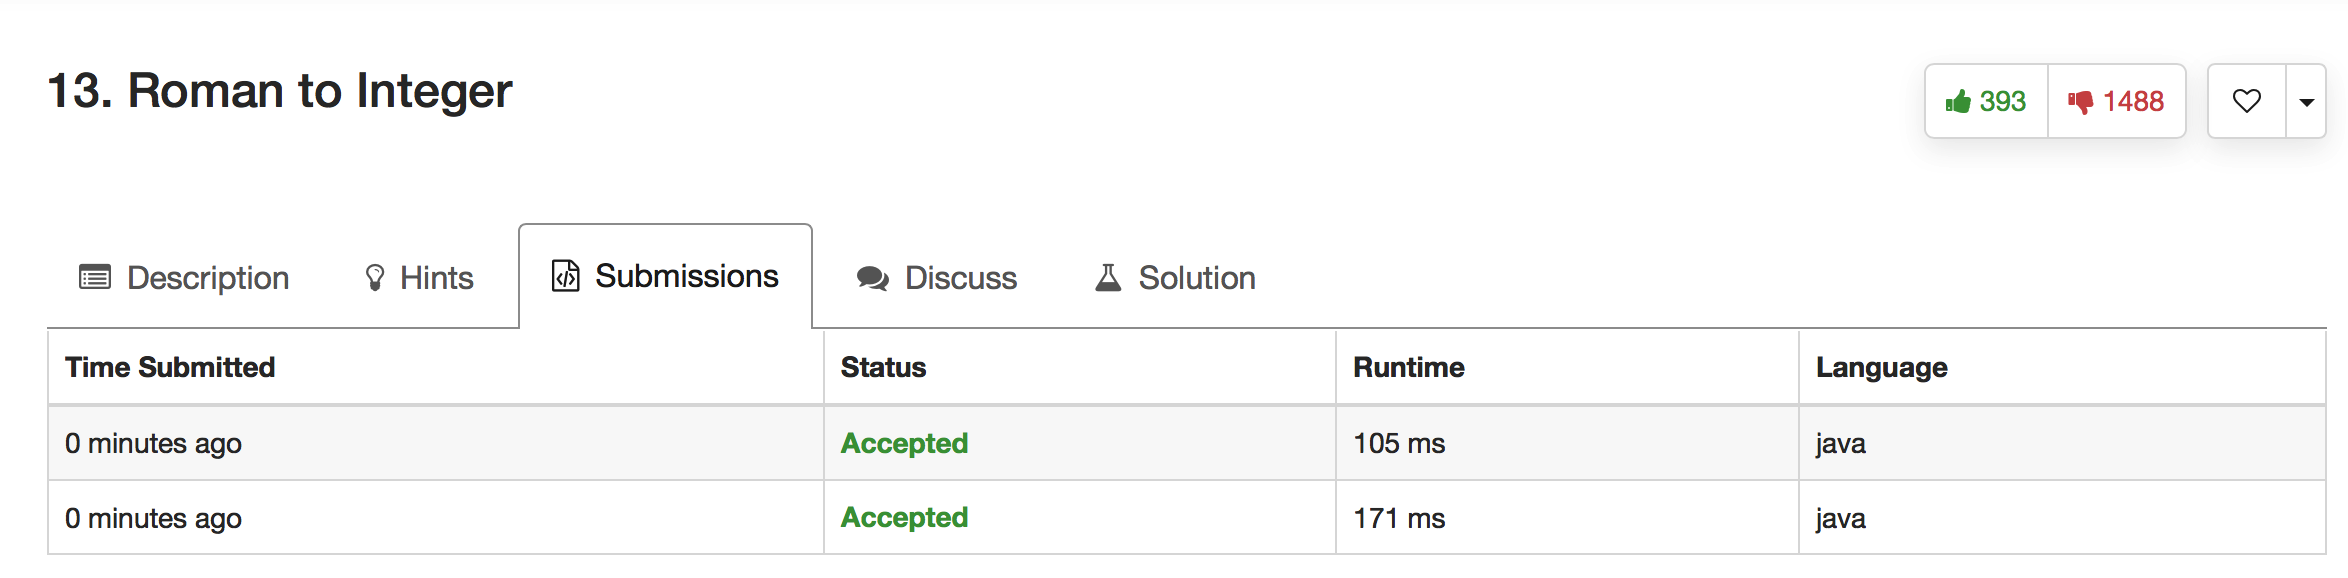 13. Roman to Integer
393 1488
Description Hints Submissions Discuss Solution
Time Submitted Status Runtime Language
0 minutes ago Accepted 105 ms java
0 minutes ago Accepted 171 ms java